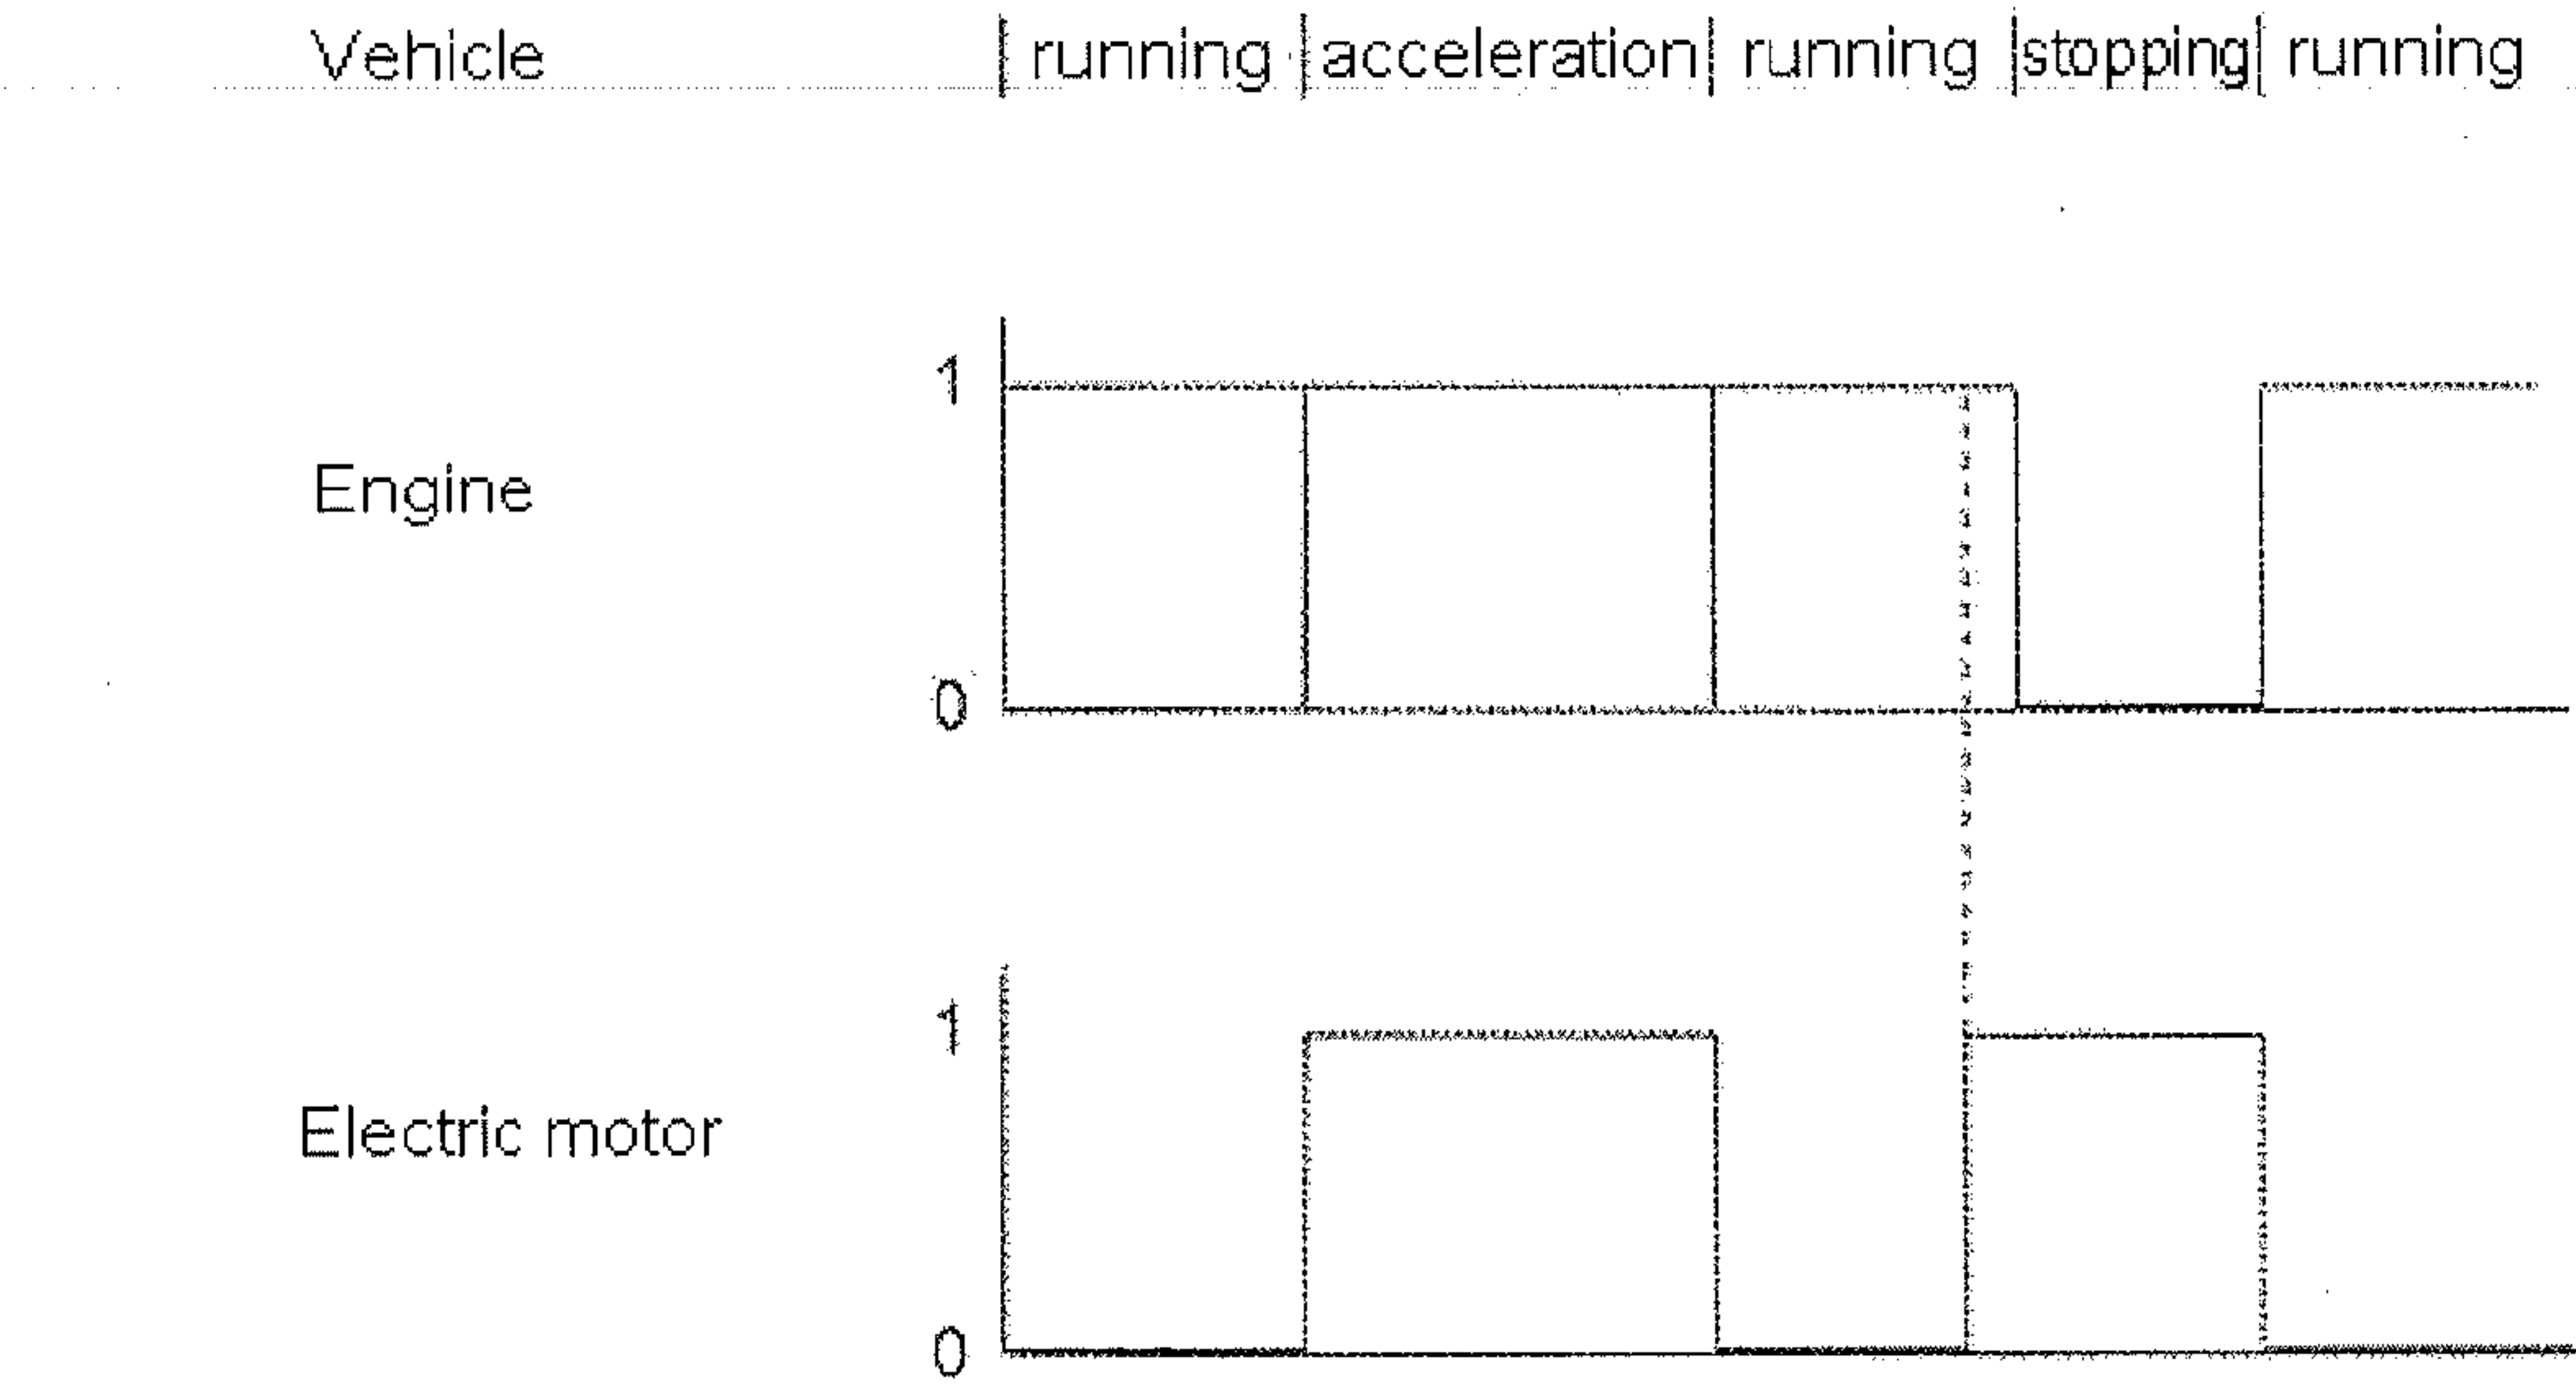 Vehicle running acceleration running stopping running
1
Engine
0
1
Electric motor
0